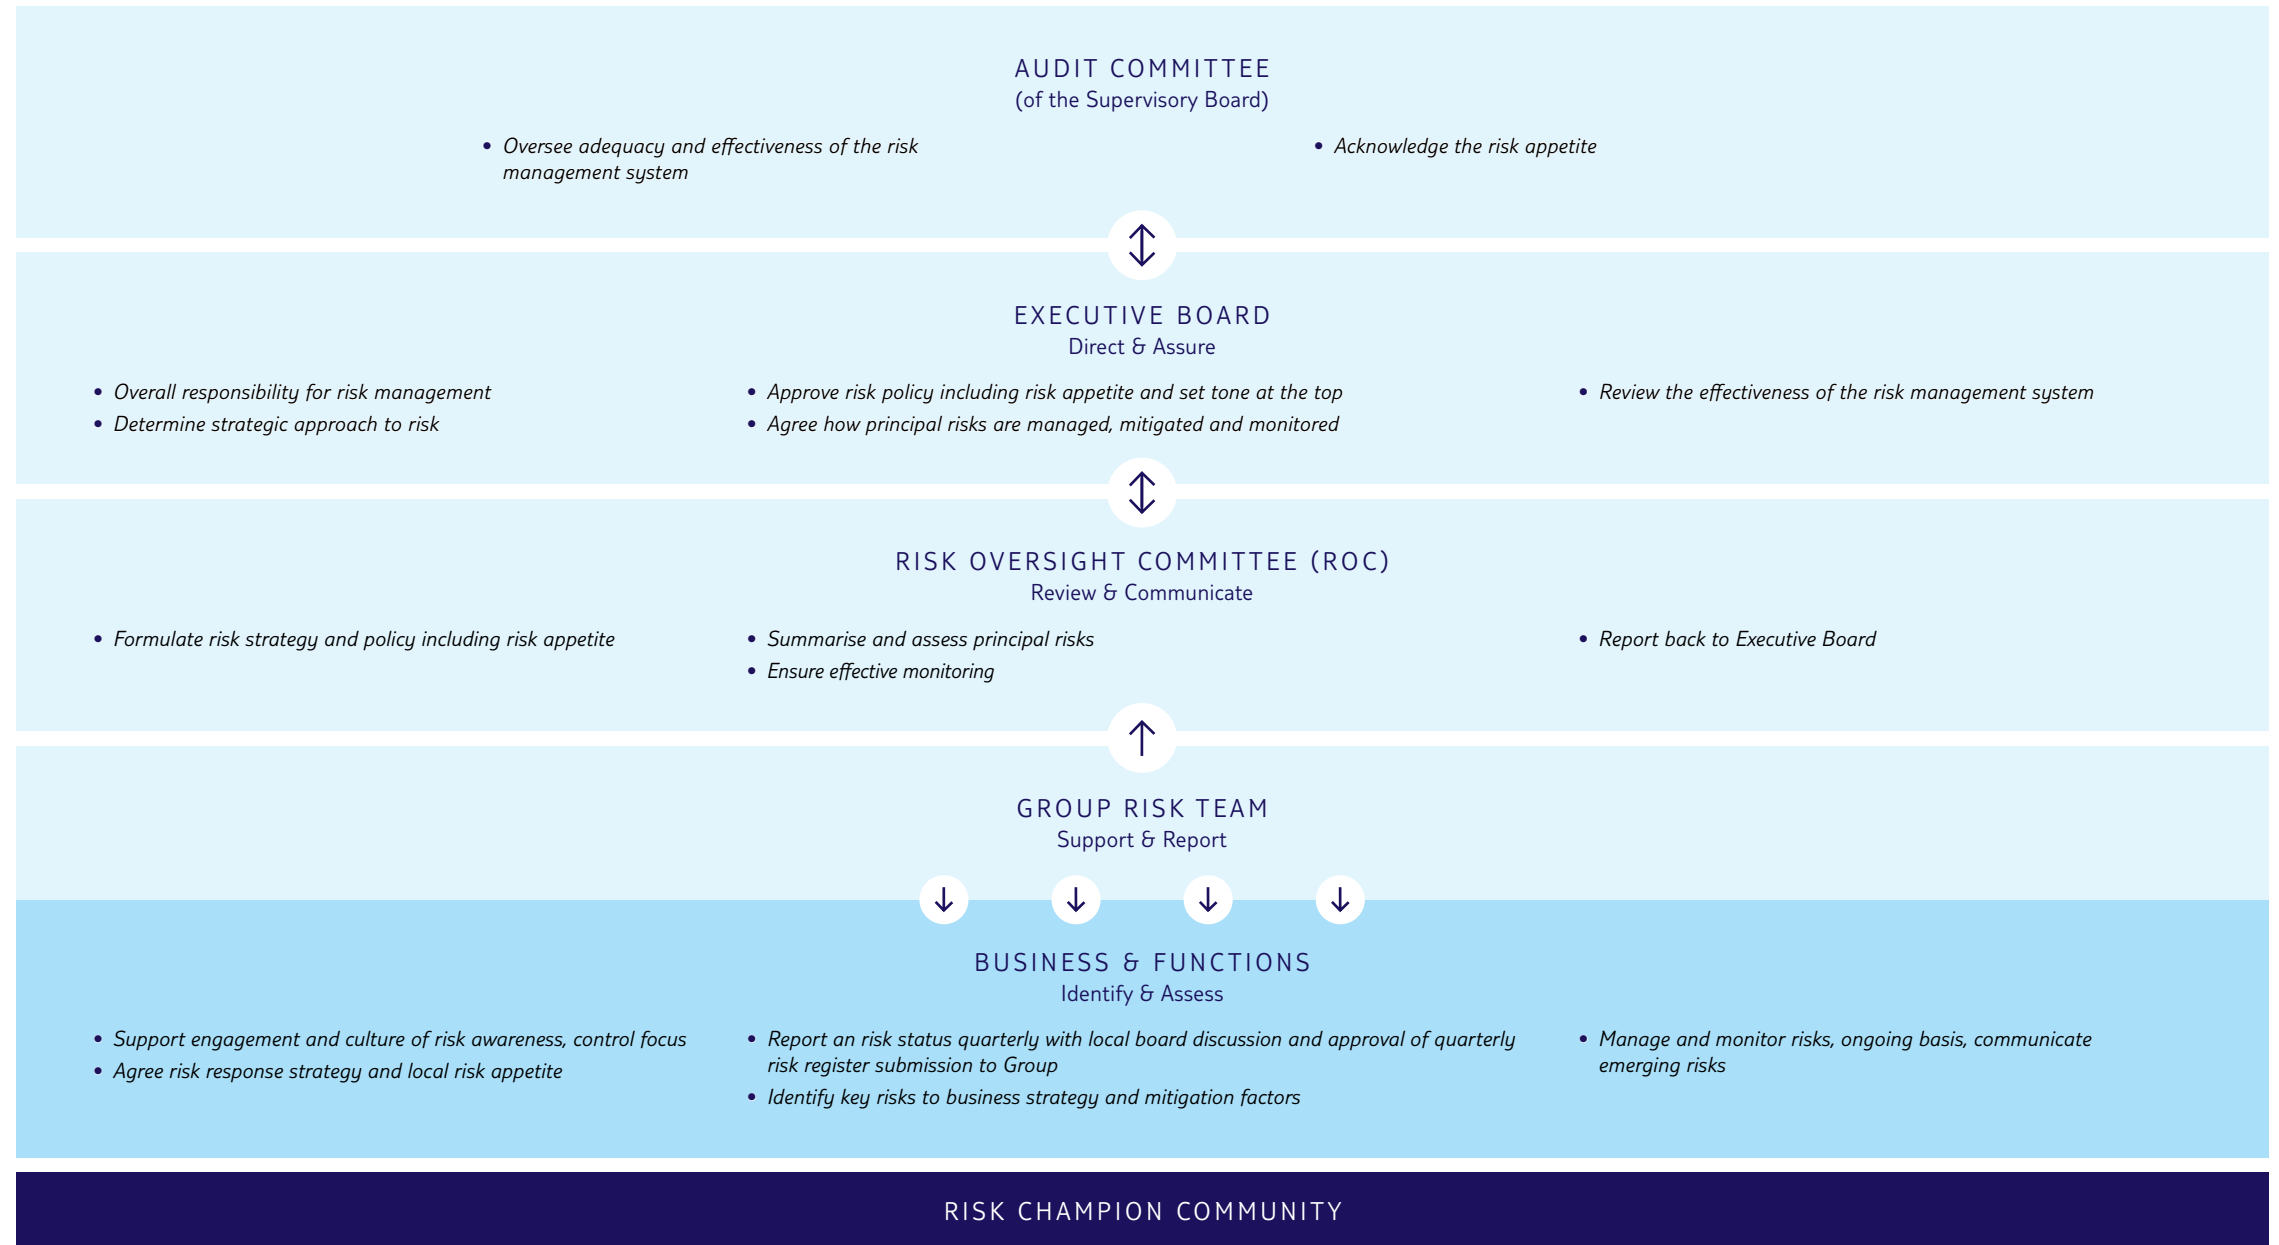 AUDIT COMMITTEE
(of the Supervisory Board)
• Oversee adequacy and effectiveness of the risk
management system
• Acknowledge the risk appetite
EXECUTIVE BOARD
Direct & Assure
• Overall responsibility for risk management
• Determine strategic approach to risk
• Approve risk policy including risk appetite and set tone at the top
• Agree how principal risks are managed, mitigated and monitored
• Review the effectiveness of the risk management system
RISK OVERSIGHT COMMITTEE (ROC)
Review & Communicate
• Formulate risk strategy and policy including risk appetite
• Summarise and assess principal risks
• Ensure effective monitoring
• Report back to Executive Board
GROUP RISK TEAM
Support & Report
BUSINESS & FUNCTIONS
Identify & Assess
• Support engagement and culture of risk awareness, control focus
• Agree risk response strategy and local risk appetite
• Report an risk status quarterly with local board discussion and approval of quarterly
risk register submission to Group
• Identify key risks to business strategy and mitigation factors
• Manage and monitor risks, ongoing basis, communicate
emerging risks
RISK CHAMPION COMMUNITY